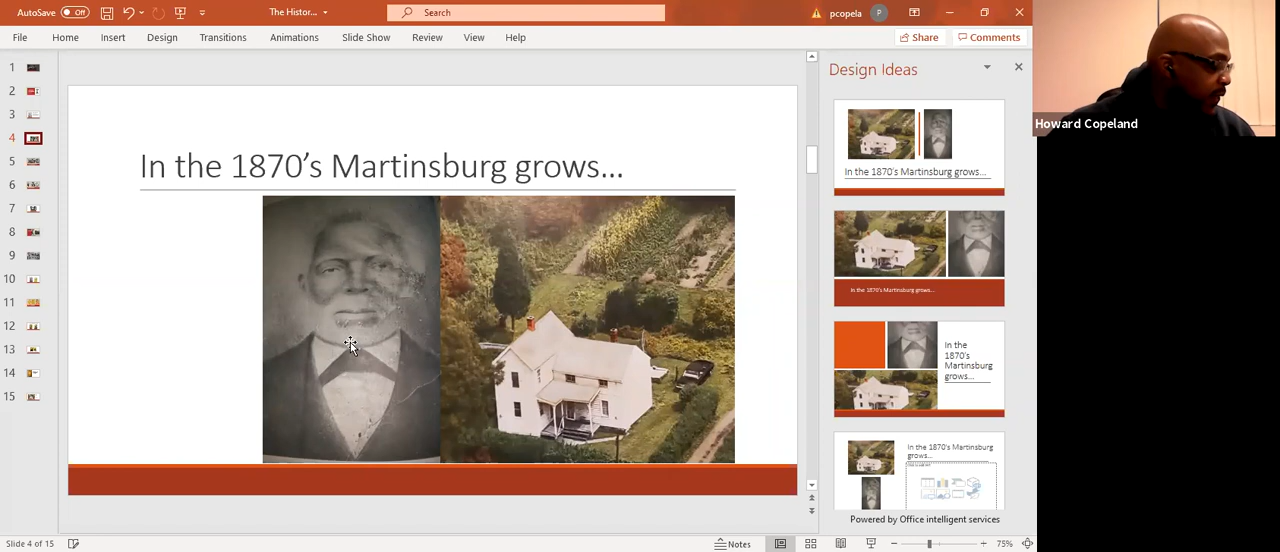 AutoSave Off The Histor... Search pcopela P
File Home Insert Design Transitions Animations Slide Show Review View Help Share Comments
Howard Copeland
Design Ideas
1
2
3
4
5
6
7
8
9
10
11
12
13
14
15
In the 1870's Martinsburg grows...
In the 1870's Martinsburg grows...
In the 1870's Martinsburg grows...
In the
1870's
Martinsburg
grows...
In the 1870's Martinsburg
grows...
Powered by Office intelligent services
Slide 4 of 15 Notes 75%